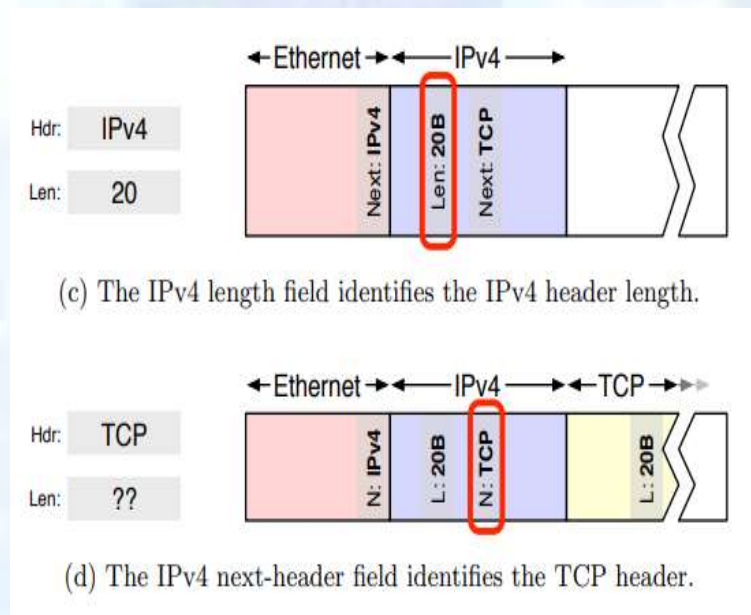 Ethernet IPv4
Hdr: IPv4
Len: 20
Next: IPv4
Len: 20B
Next: TCP
(c) The IPv4 length field identifies the IPv4 header length.
Ethernet IPv4 TCP
Hdr: TCP
Len: ??
N: IPv4
L: 20B
N: TCP
L: 20B
(d) The IPv4 next-header field identifies the TCP header.